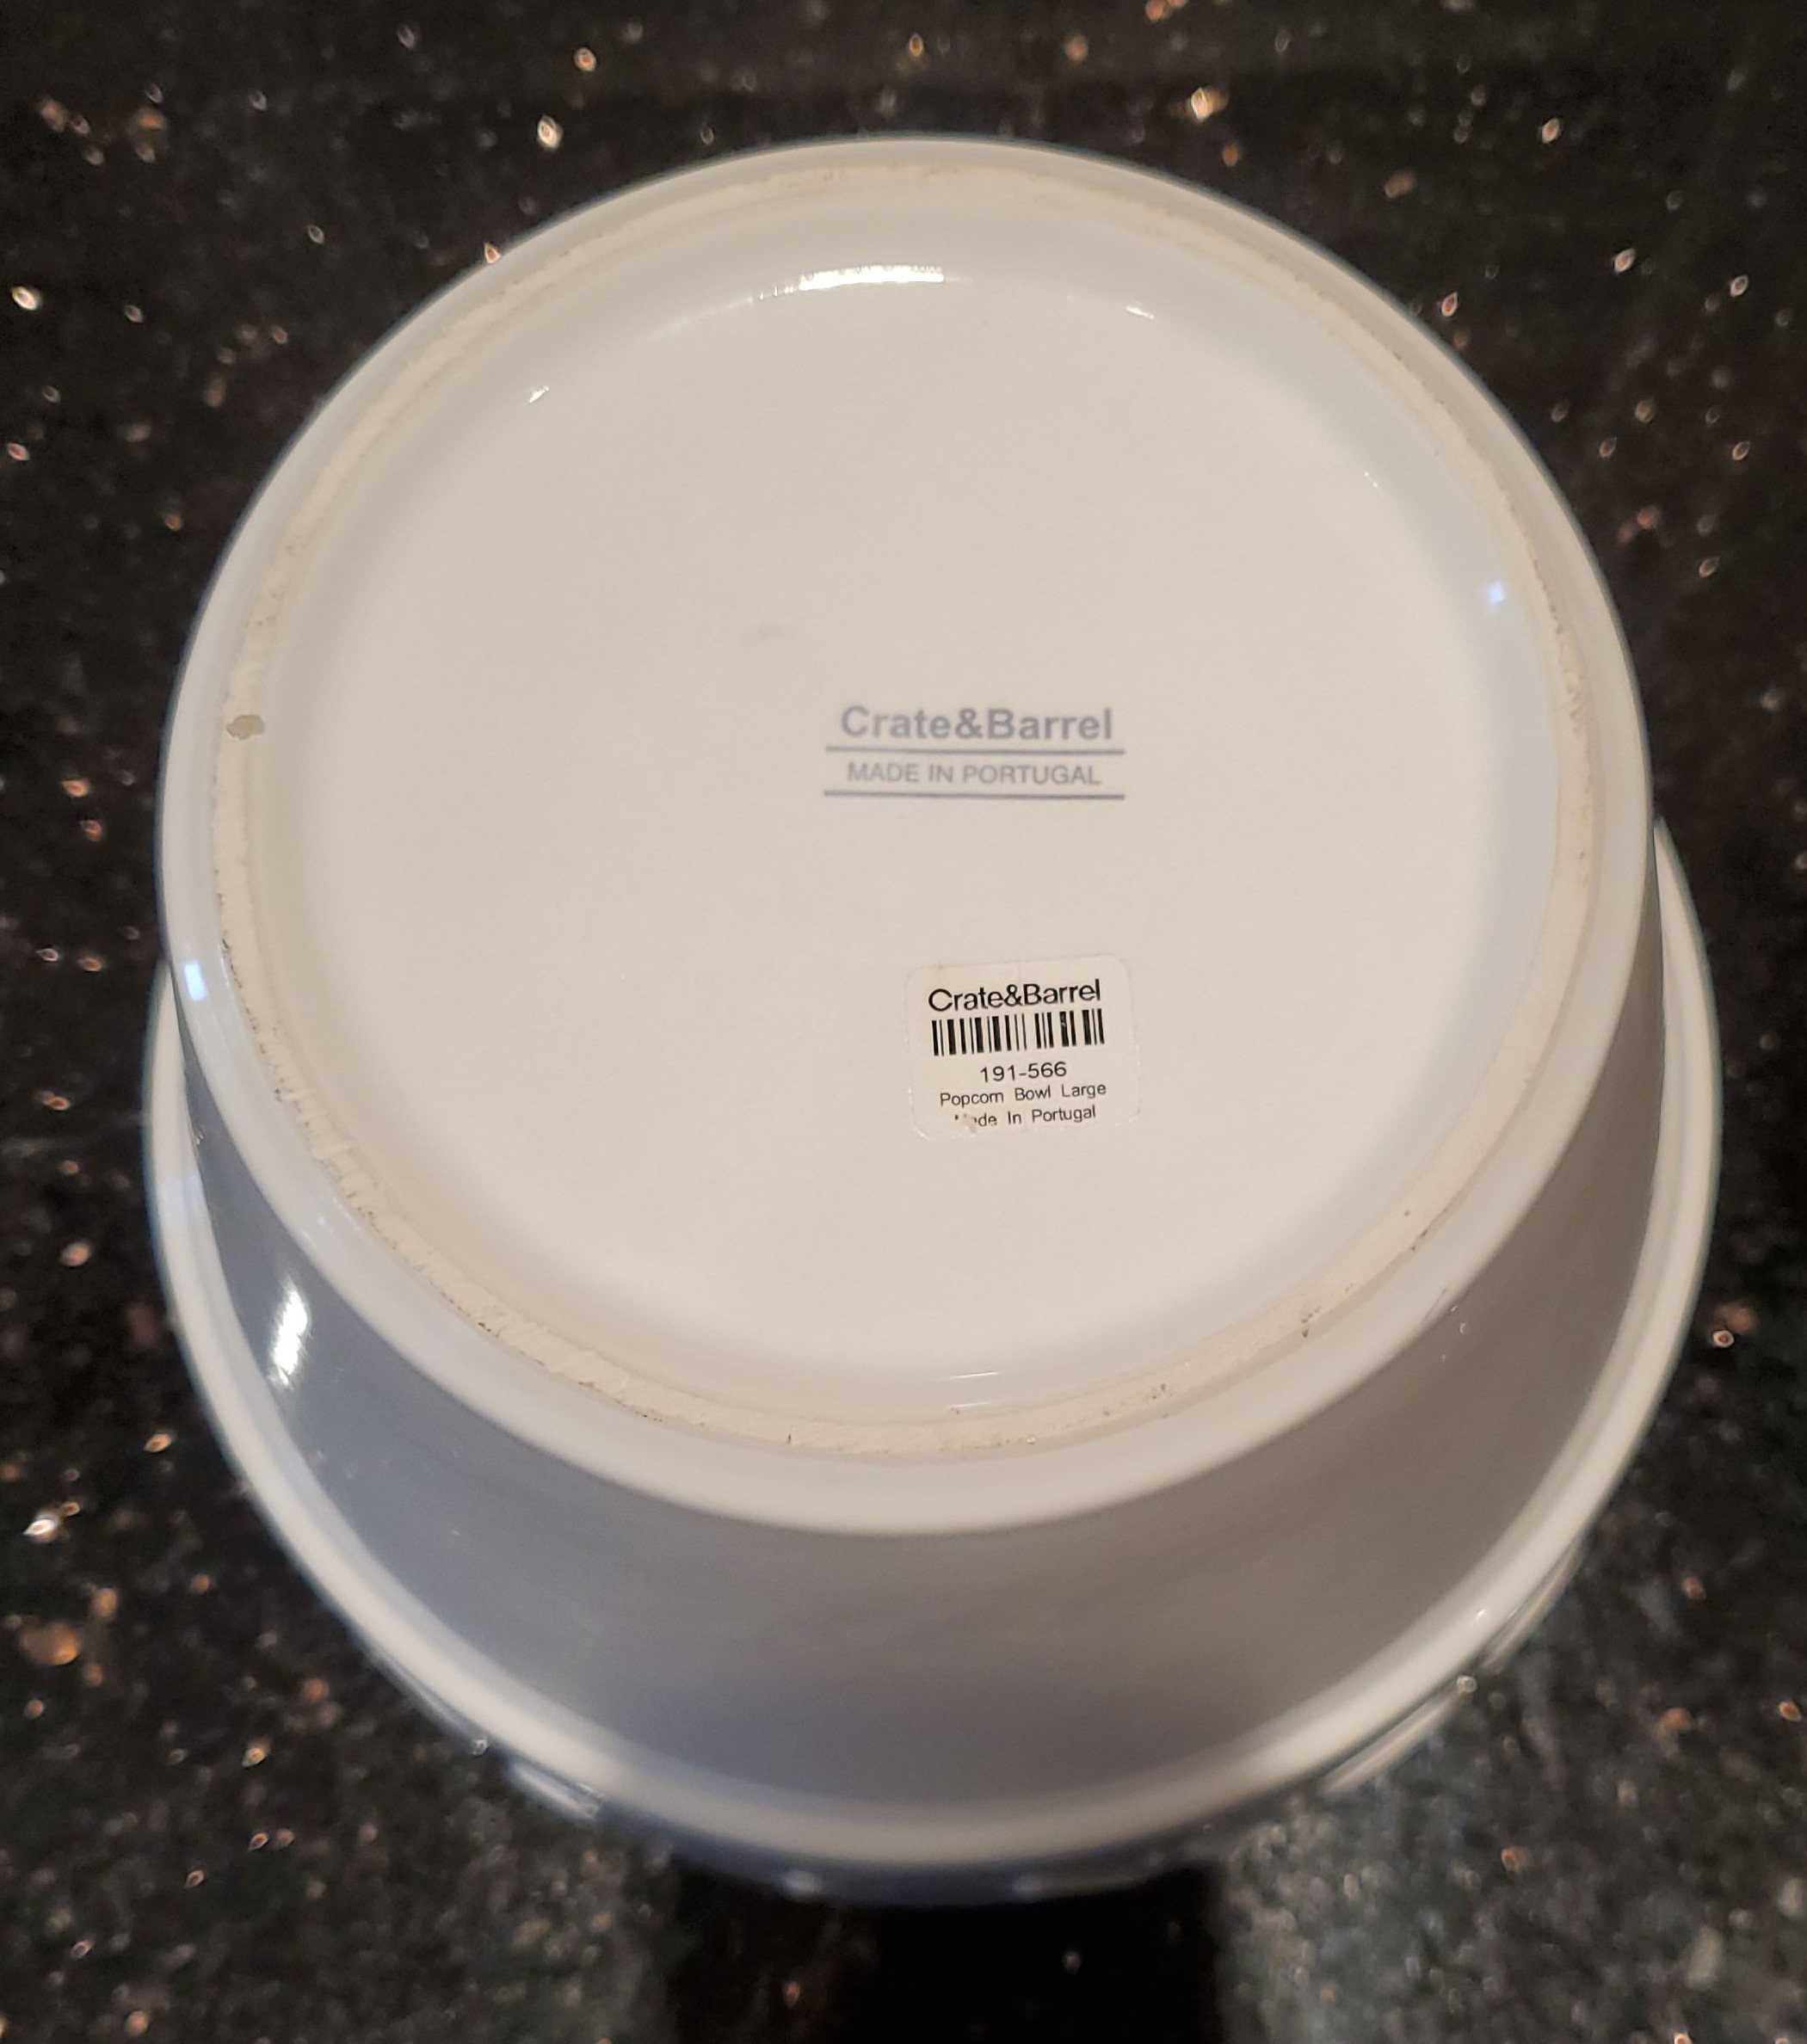 Crate&Barrel
MADE IN PORTUGAL
Crate&Barrel
191-566
Popcorn Bowl Large
In Portugal